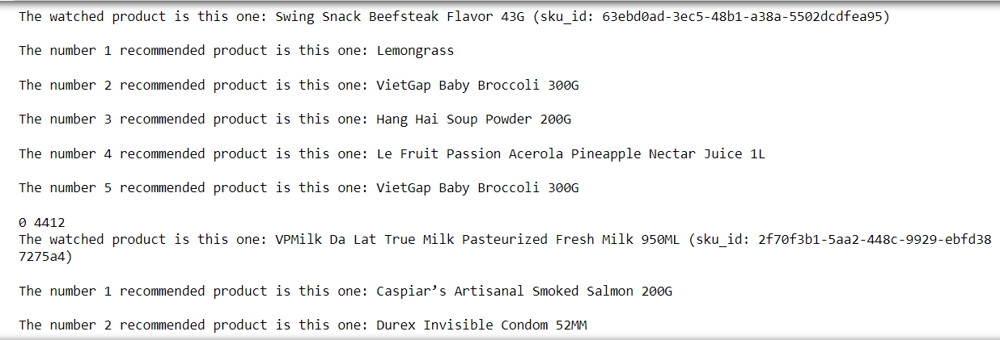 The watched product is this one: Swing Snack Beefsteak Flavor 43G (sku_id: 63ebd0ad-3ec5-48b1-a38a-5502dcdfea95)
The number 1 recommended product is this one: Lemongrass
The number 2 recommended product is this one: VietGap Baby Broccoli 300G
The number 3 recommended product is this one: Hang Hai Soup Powder 200G
The number 4 recommended product is this one: Le Fruit Passion Acerola Pineapple Nectar Juice 1L
The number 5 recommended product is this one: VietGap Baby Broccoli 300G
0 4412
The watched product is this one: VPMilk Da Lat True Milk Pasteurized Fresh Milk 950ML (sku_id: 2f70f3b1-5aa2-448c-9929-ebfd38
7275a4)
The number 1 recommended product is this one: Caspiar’s Artisanal Smoked Salmon 200G
The number 2 recommended product is this one: Durex Invisible Condom 52MM